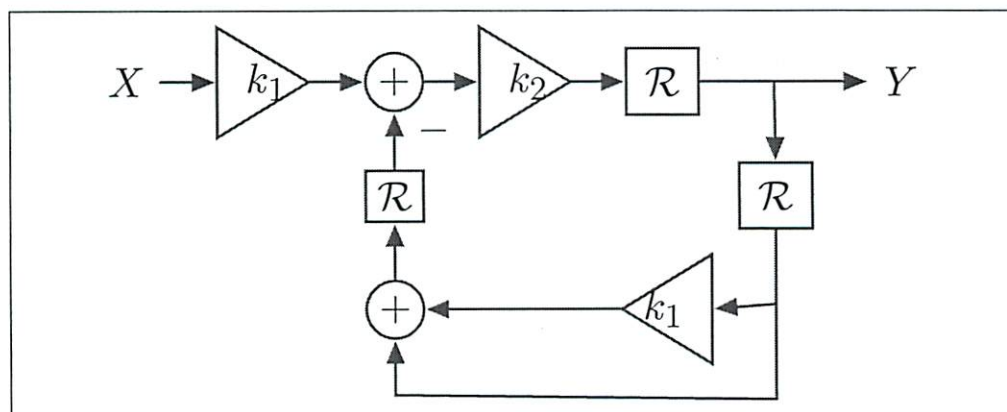 X k₁ + k₂ ℛ Y
−
ℛ ℛ
+ k₁